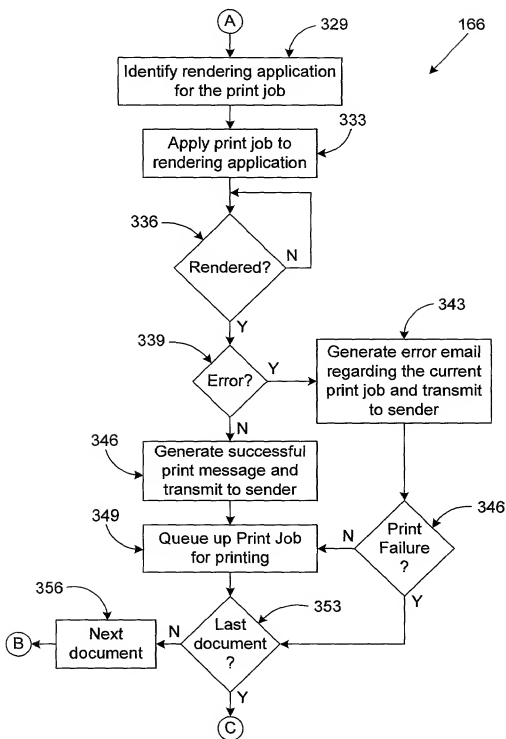 A
329
166
Identify rendering application
for the print job
333
Apply print job to
rendering application
336
Rendered?
N
Y
343
339
Error?
Y
Generate error email
regarding the current
print job and transmit
to sender
N
346
Generate successful
print message and
transmit to sender
346
Print
Failure
?
N
Y
349
Queue up Print Job
for printing
356
353
Last
document
?
N
Next
document
B
Y
C